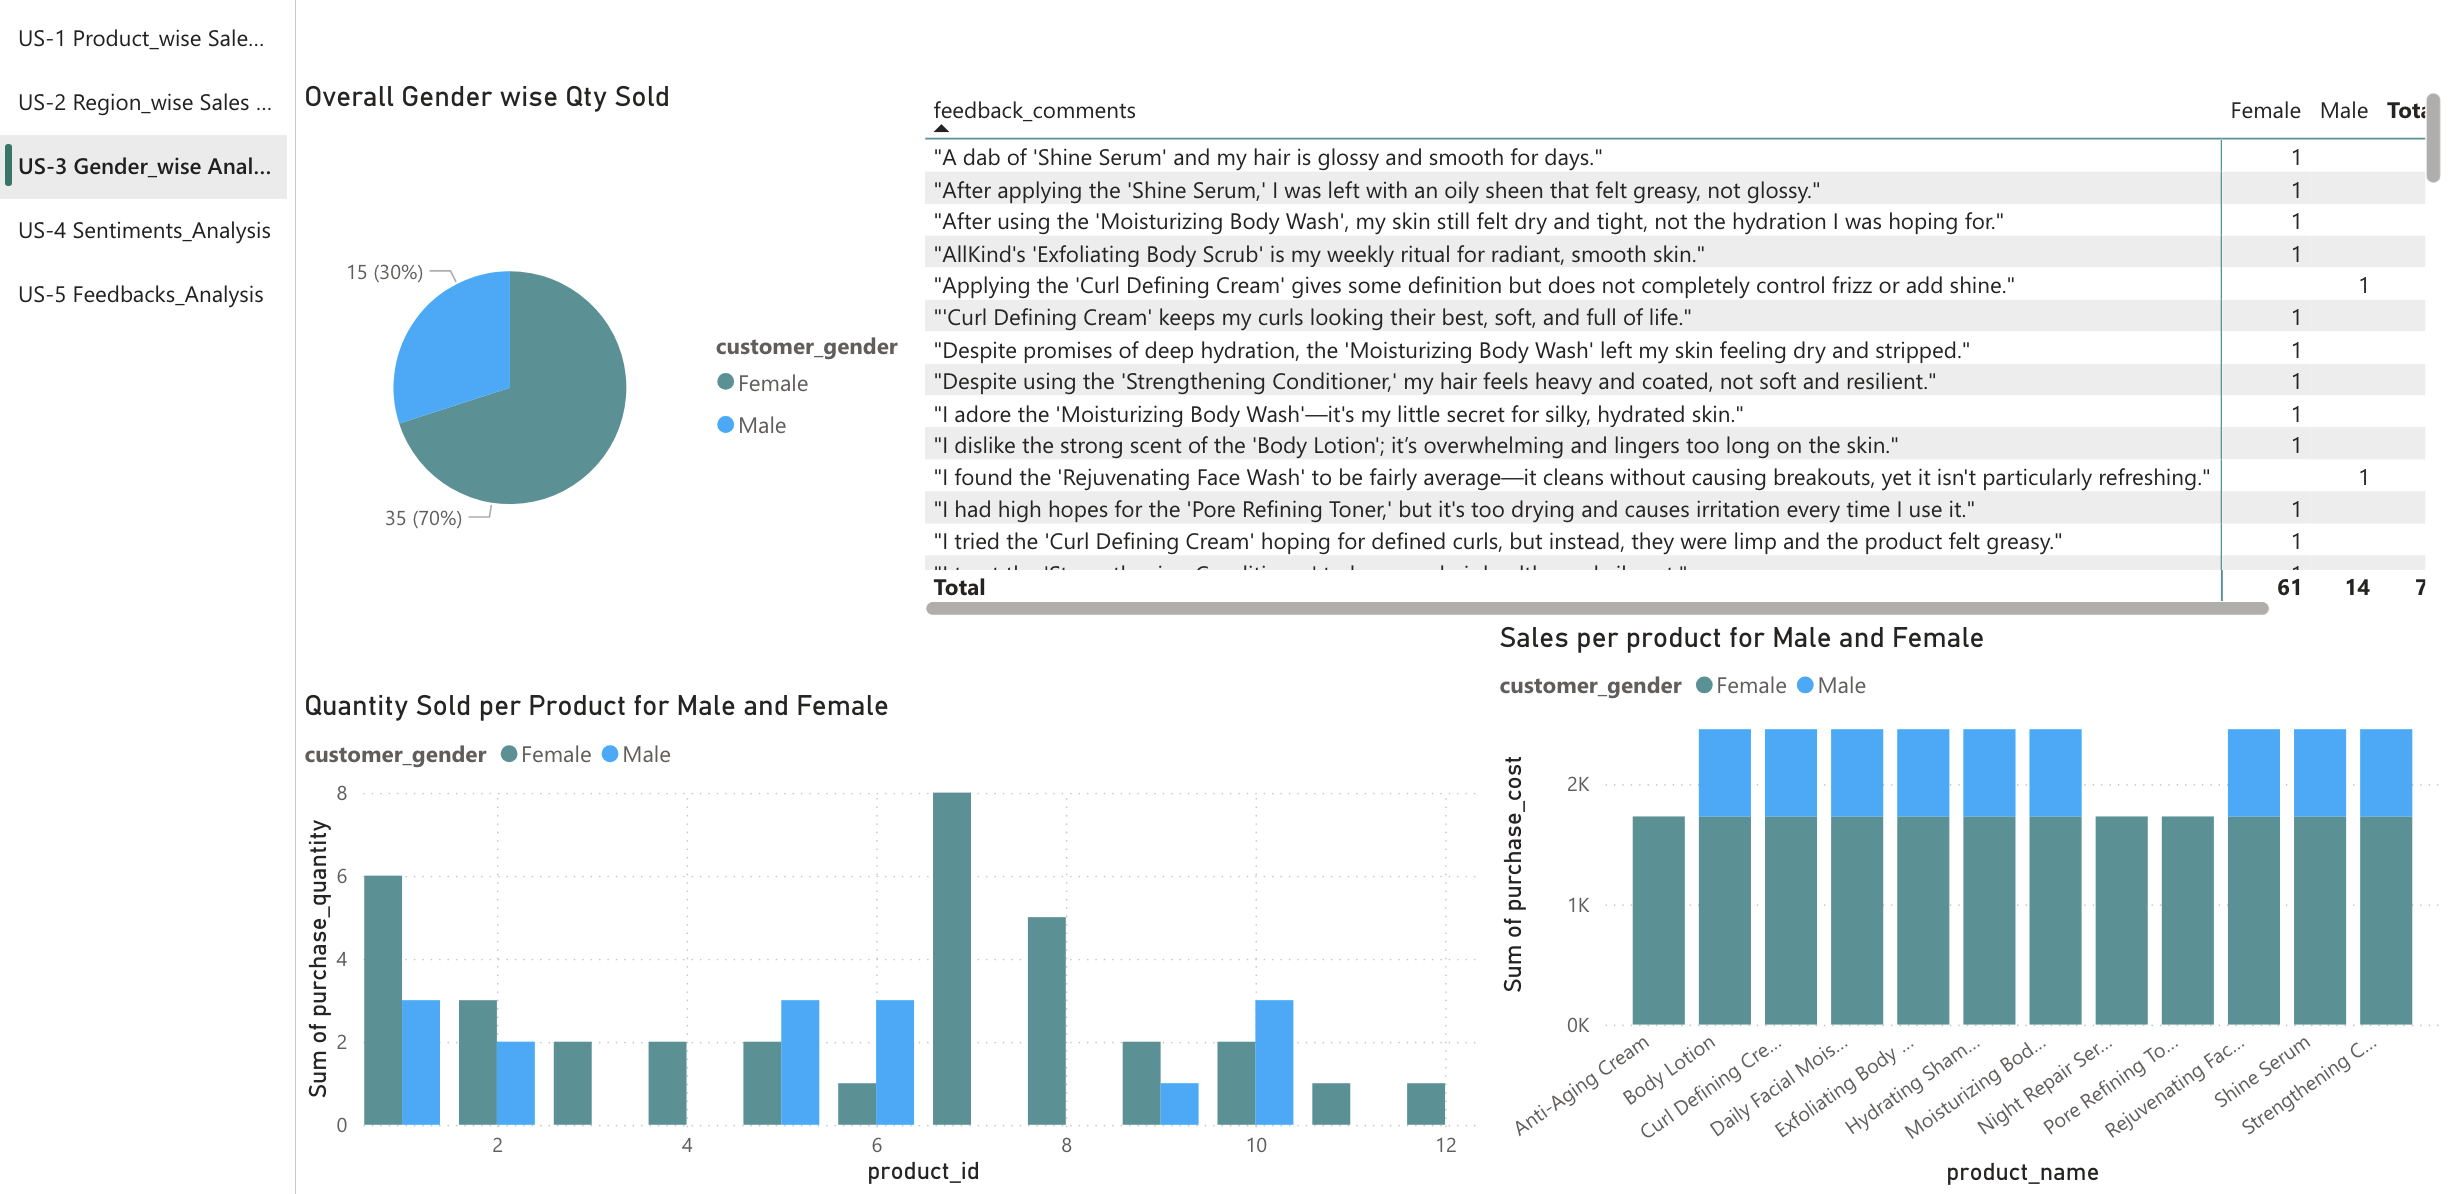 US-1 Product_wise Sale...
US-2 Region_wise Sales ...
US-3 Gender_wise Anal...
US-4 Sentiments_Analysis
US-5 Feedbacks_Analysis
Overall Gender wise Qty Sold
15 (30%)
35 (70%)
customer_gender
Female
Male
feedback_comments Female Male Tota
"A dab of 'Shine Serum' and my hair is glossy and smooth for days." 1
"After applying the 'Shine Serum,' I was left with an oily sheen that felt greasy, not glossy." 1
"After using the 'Moisturizing Body Wash', my skin still felt dry and tight, not the hydration I was hoping for." 1
"AllKind's 'Exfoliating Body Scrub' is my weekly ritual for radiant, smooth skin." 1
"Applying the 'Curl Defining Cream' gives some definition but does not completely control frizz or add shine." 1
"'Curl Defining Cream' keeps my curls looking their best, soft, and full of life." 1
"Despite promises of deep hydration, the 'Moisturizing Body Wash' left my skin feeling dry and stripped." 1
"Despite using the 'Strengthening Conditioner,' my hair feels heavy and coated, not soft and resilient." 1
"I adore the 'Moisturizing Body Wash'—it's my little secret for silky, hydrated skin." 1
"I dislike the strong scent of the 'Body Lotion'; it’s overwhelming and lingers too long on the skin." 1
"I found the 'Rejuvenating Face Wash' to be fairly average—it cleans without causing breakouts, yet it isn't particularly refreshing." 1
"I had high hopes for the 'Pore Refining Toner,' but it's too drying and causes irritation every time I use it." 1
"I tried the 'Curl Defining Cream' hoping for defined curls, but instead, they were limp and the product felt greasy." 1
Total 61 14 7
Quantity Sold per Product for Male and Female
customer_gender Female Male
Sum of purchase_quantity
8
6
4
2
0
2 4 6 8 10 12
product_id
Sales per product for Male and Female
customer_gender Female Male
Sum of purchase_cost
2K
1K
0K
Anti-Aging Cream
Body Lotion
Curl Defining Cre...
Daily Facial Mois...
Exfoliating Body ...
Hydrating Sham...
Moisturizing Bod...
Night Repair Ser...
Pore Refining To...
Rejuvenating Fac...
Shine Serum
Strengthening C...
product_name